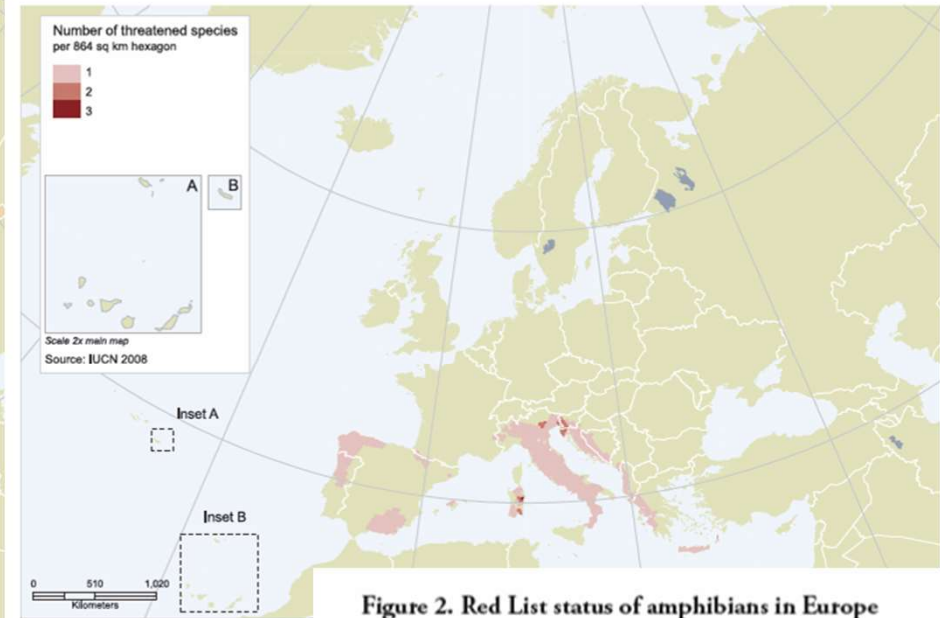 Number of threatened species
per 864 sq km hexagon
1
2
3
A
B
Scale 2x main map
Source: IUCN 2008
Inset A
Inset B
0 510 1,020
Kilometers
Figure 2. Red List status of amphibians in Europe